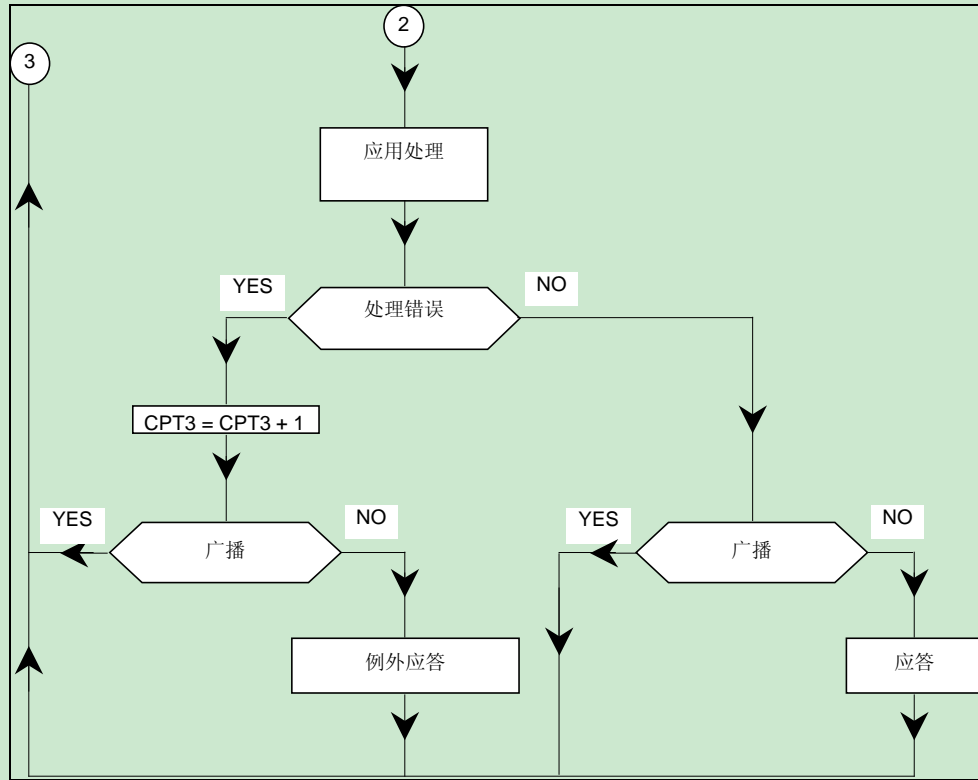 2
3
应用处理
YES
NO
处理错误
CPT3 = CPT3 + 1
YES
NO
YES
NO
广播
广播
例外应答
应答